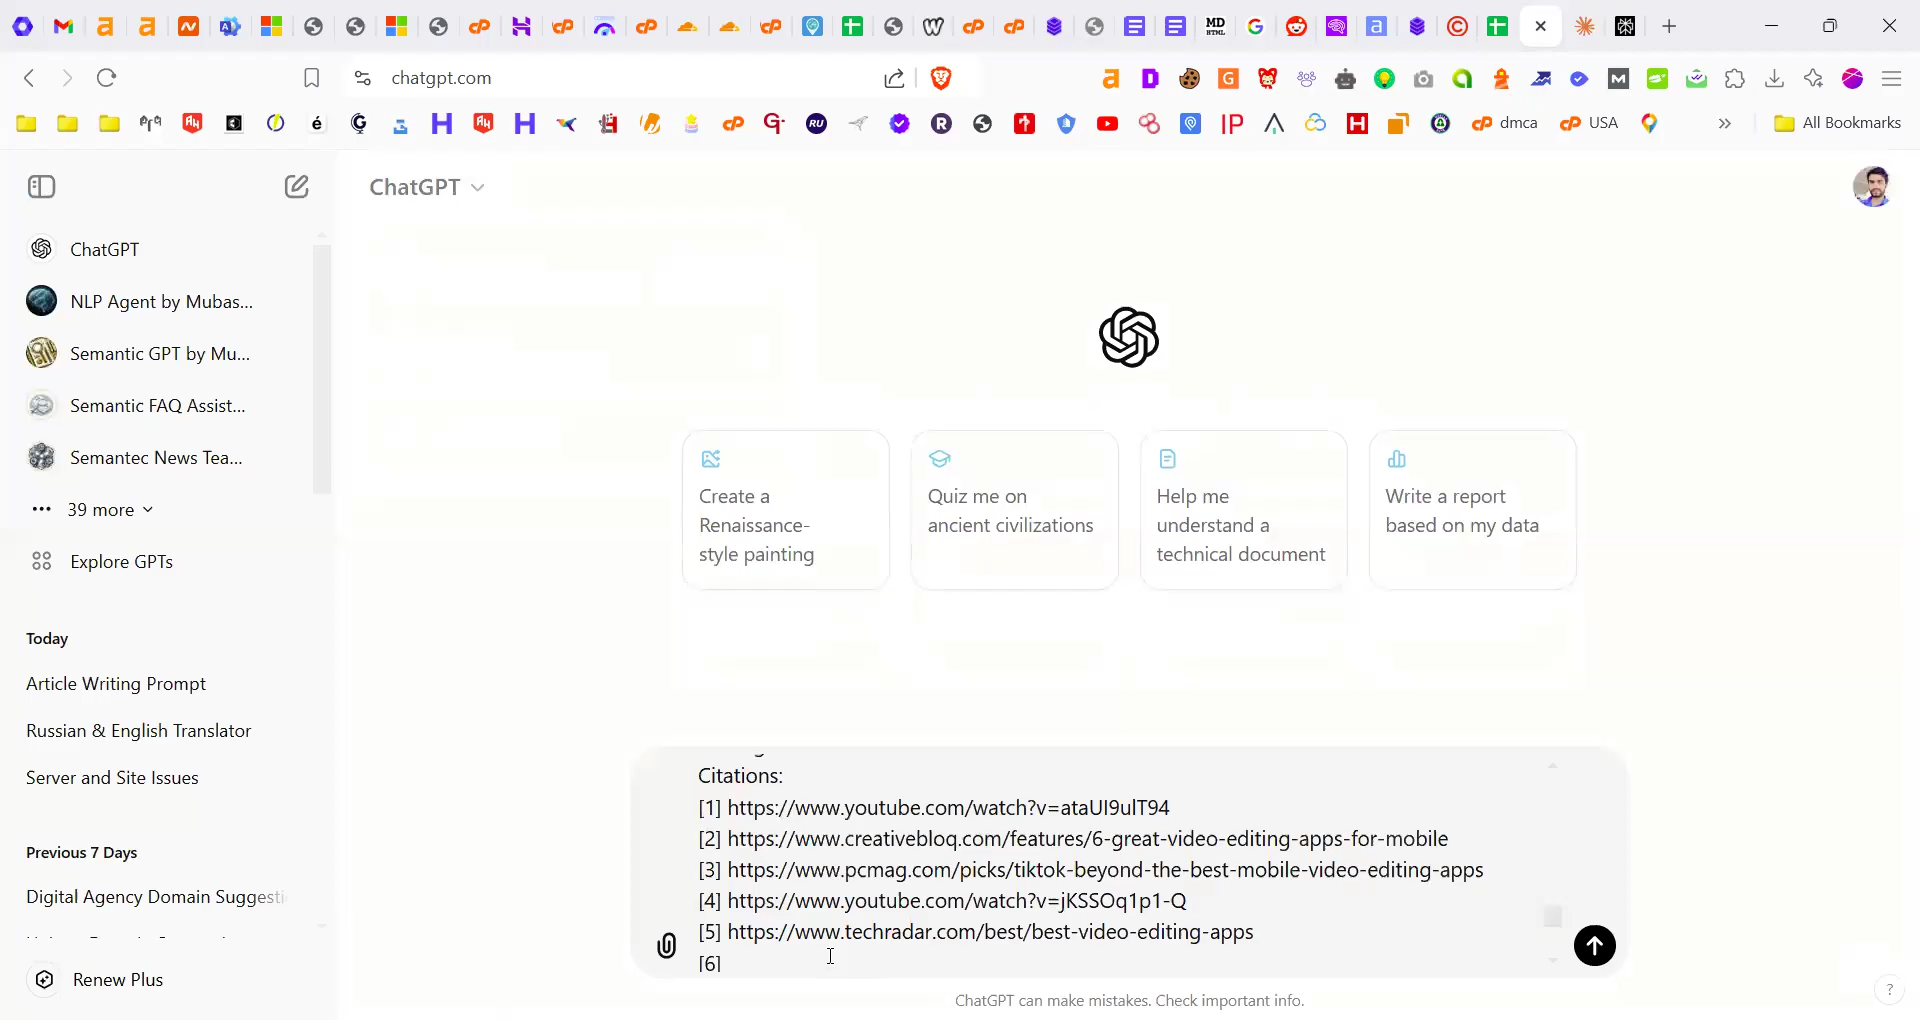 chatgpt.com
dmca
USA
All Bookmarks
ChatGPT
ChatGPT
NLP Agent by Mubas...
Semantic GPT by Mu...
Semantic FAQ Assist...
Semantec News Tea...
39 more
Explore GPTs
Today
Article Writing Prompt
Russian & English Translator
Server and Site Issues
Previous 7 Days
Digital Agency Domain Suggesti
Renew Plus
Create a
Renaissance-
style painting
Quiz me on
ancient civilizations
Help me
understand a
technical document
Write a report
based on my data
Citations:
[1] https://www.youtube.com/watch?v=ataUI9ulT94
[2] https://www.creativebloq.com/features/6-great-video-editing-apps-for-mobile
[3] https://www.pcmag.com/picks/tiktok-beyond-the-best-mobile-video-editing-apps
[4] https://www.youtube.com/watch?v=jKSSOq1p1-Q
[5] https://www.techradar.com/best/best-video-editing-apps
[6]
ChatGPT can make mistakes. Check important info.
?